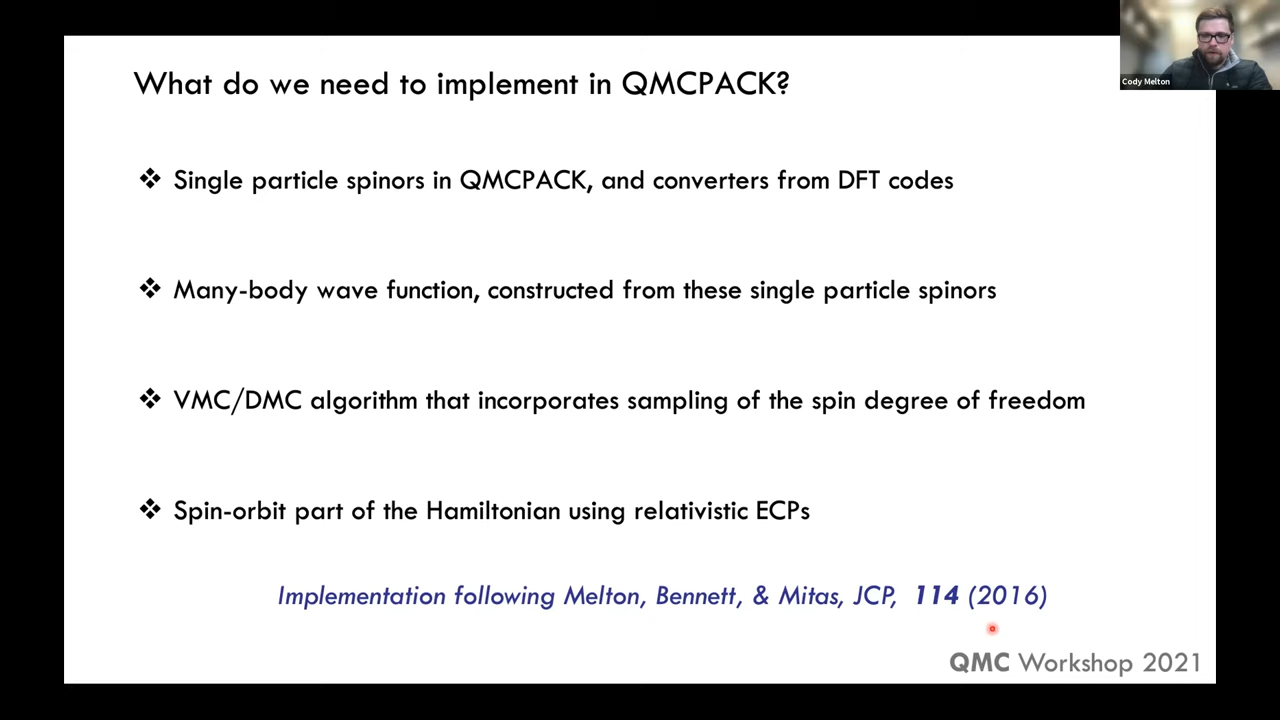 What do we need to implement in QMCPACK?
Cody Melton
❖ Single particle spinors in QMCPACK, and converters from DFT codes
❖ Many-body wave function, constructed from these single particle spinors
❖ VMC/DMC algorithm that incorporates sampling of the spin degree of freedom
❖ Spin-orbit part of the Hamiltonian using relativistic ECPs
Implementation following Melton, Bennett, & Mitas, JCP, 114 (2016)
QMC Workshop 2021